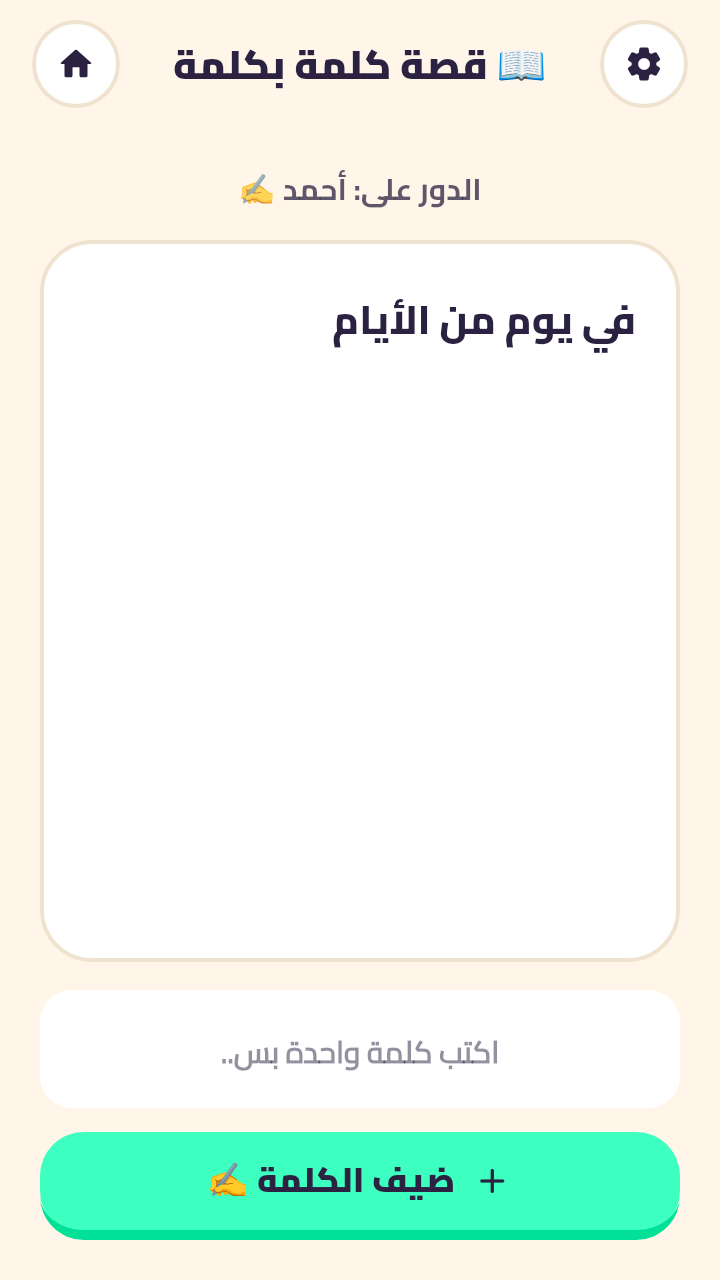 📖 قصة كلمة بكلمة
الدور على: أحمد ✍️
في يوم من الأيام
اكتب كلمة واحدة بس..
+ ضيف الكلمة ✍️